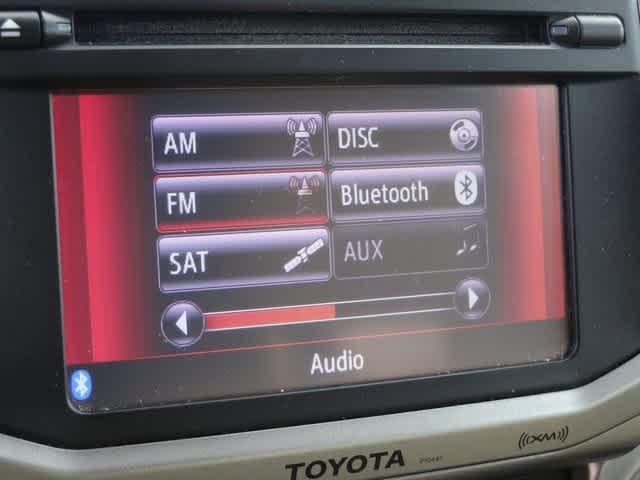 AM DISC
FM Bluetooth
SAT AUX
Audio
TOYOTA
((XM))